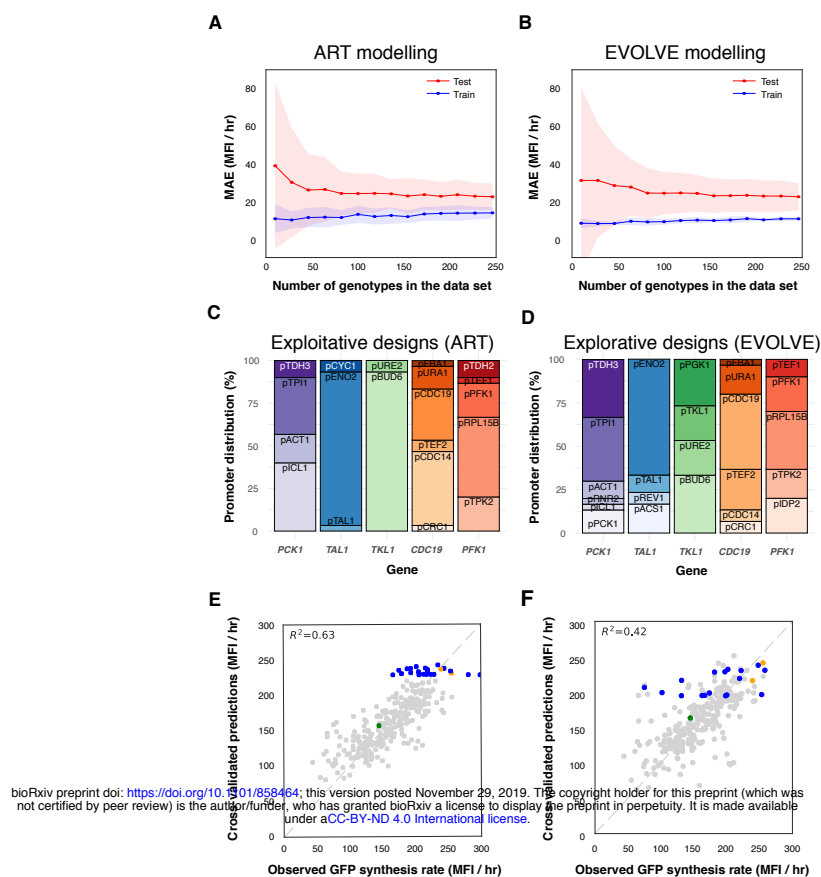 A
B
ART modelling
EVOLVE modelling
Test
Train
Test
Train
MAE (MFI / hr)
80
60
40
20
0
MAE (MFI / hr)
80
60
40
20
0
0 50 100 150 200 250
0 50 100 150 200 250
Number of genotypes in the data set
Number of genotypes in the data set
C
D
Exploitative designs (ART)
Explorative designs (EVOLVE)
Promoter distribution (%)
100
75
50
25
0
pTDH3
pTPI1
pACT1
pICL1
pCYC1
pENO2
pTAL1
pURE2
pBUD6
pFBA1
pURA1
pCDC19
pTEF2
pCDC14
pCRC1
pTDH2
pTEF1
pPFK1
pRPL15B
pTPK2
PCK1 TAL1 TKL1 CDC19 PFK1
Gene
Promoter distribution (%)
100
75
50
25
0
pTDH3
pTPI1
pACT1
pRNR2
pICL1
pPCK1
pENO2
pTAL1
pREV1
pACS1
pPGK1
pTKL1
pURE2
pBUD6
pFBA1
pURA1
pCDC19
pTEF2
pCDC14
pCRC1
pTEF1
pPFK1
pRPL15B
pTPK2
pIDP2
PCK1 TAL1 TKL1 CDC19 PFK1
Gene
E
F
R²=0.63
R²=0.42
Cross-validated predictions (MFI / hr)
300
250
200
150
100
50
0
Cross-validated predictions (MFI / hr)
300
250
200
150
100
50
0
0 50 100 150 200 250 300
0 50 100 150 200 250 300
Observed GFP synthesis rate (MFI / hr)
Observed GFP synthesis rate (MFI / hr)
bioRxiv preprint doi: https://doi.org/10.1101/858464; this version posted November 29, 2019. The copyright holder for this preprint (which was
not certified by peer review) is the author/funder, who has granted bioRxiv a license to display the preprint in perpetuity. It is made available
under aCC-BY-ND 4.0 International license.